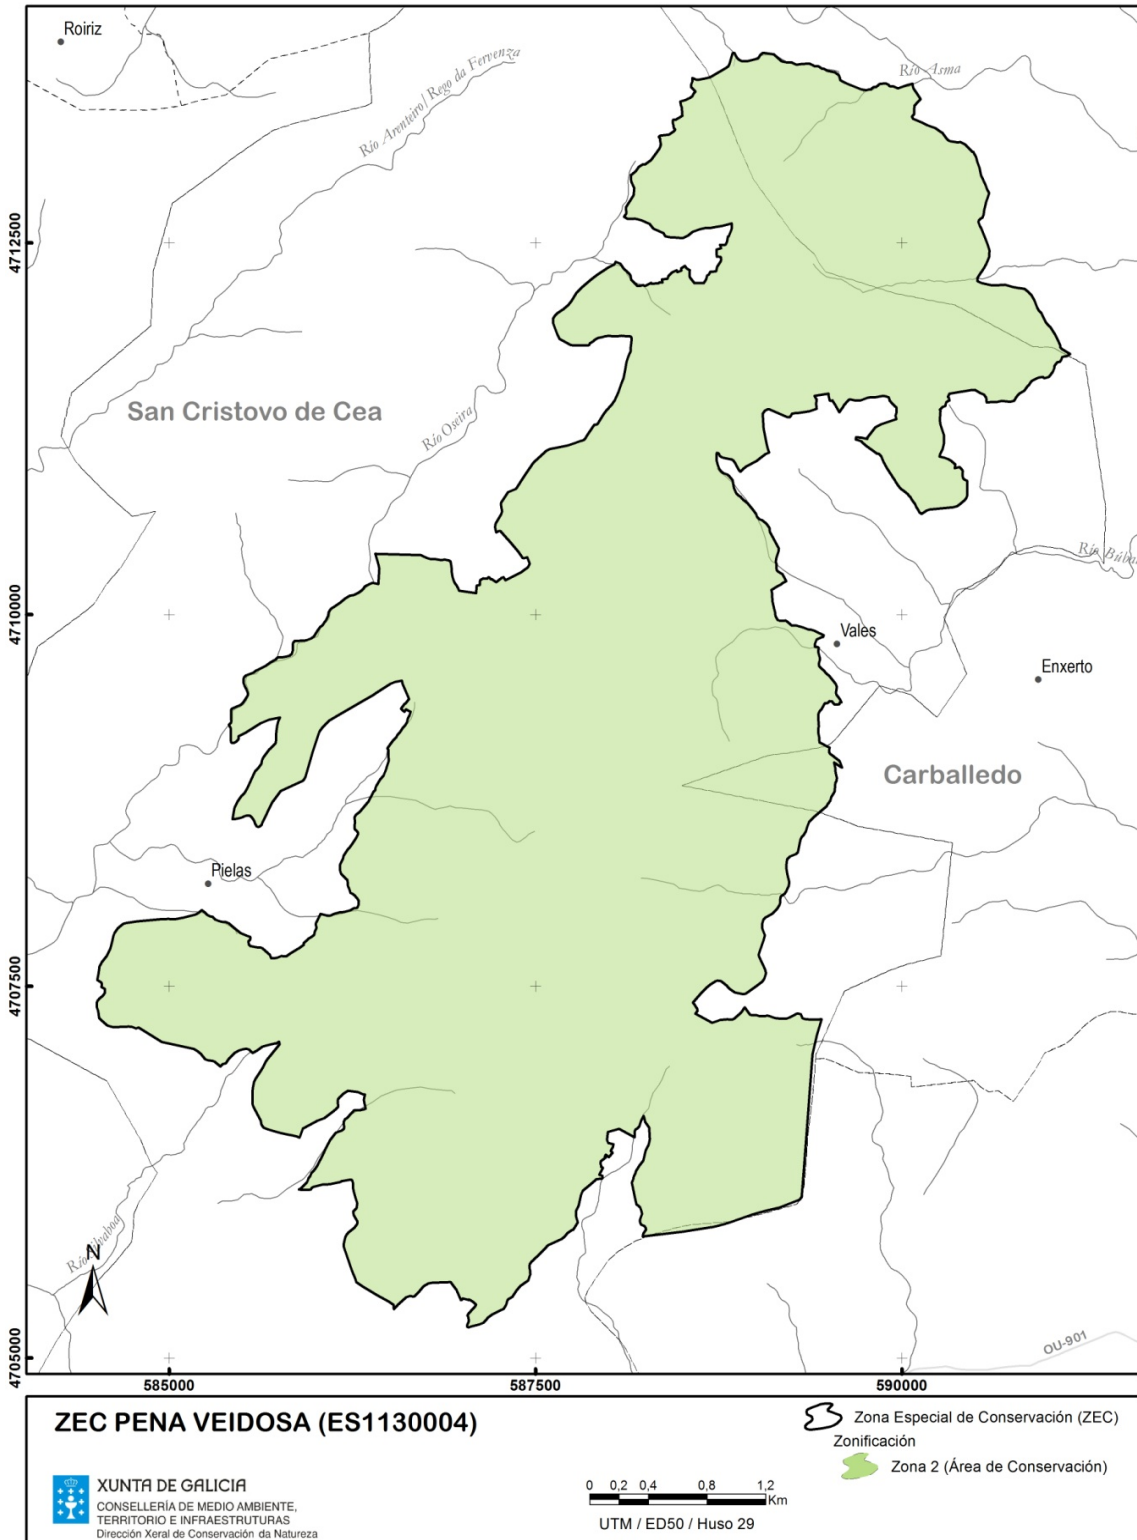 Roiriz
Río Arenteiro / Rego da Fervenza
Río Asma
4712500
San Cristovo de Cea
Río Oseira
Río Búba
4710000
Vales
Enxerto
Carballedo
Pielas
4707500
N
OU-901
4705000
585000
587500
590000
ZEC PENA VEIDOSA (ES1130004)
Zona Especial de Conservación (ZEC)
Zonificación
Zona 2 (Área de Conservación)
XUNTA DE GALICIA
CONSELLERÍA DE MEDIO AMBIENTE,
TERRITORIO E INFRAESTRUTURAS
Dirección Xeral de Conservación da Natureza
0 0,2 0,4 0,8 1,2
Km
UTM / ED50 / Huso 29